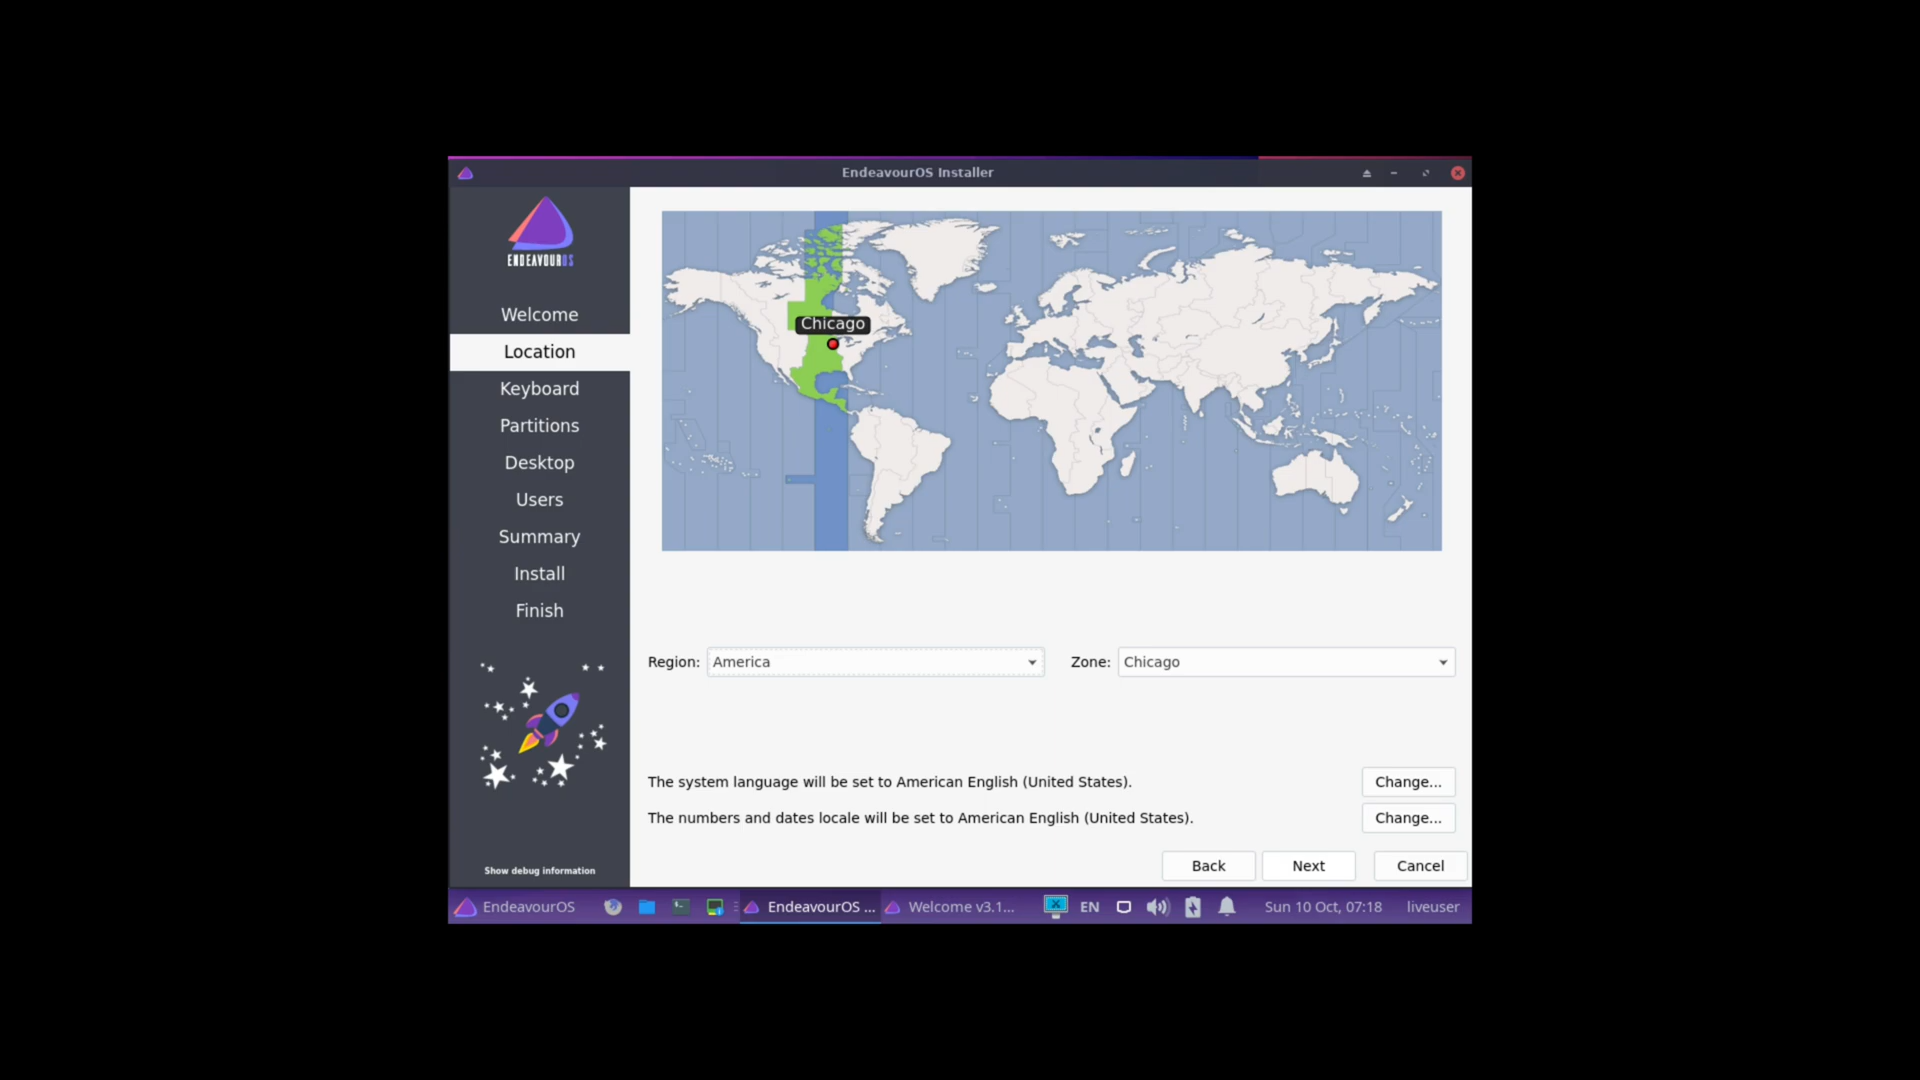 EndeavourOS Installer
ENDEAVOUROS
Welcome
Location
Keyboard
Partitions
Desktop
Users
Summary
Install
Finish
Show debug information
Chicago
Region: America Zone: Chicago
The system language will be set to American English (United States). Change...
The numbers and dates locale will be set to American English (United States). Change...
Back Next Cancel
EndeavourOS EndeavourOS ... Welcome v3.1... EN Sun 10 Oct, 07:18 liveuser